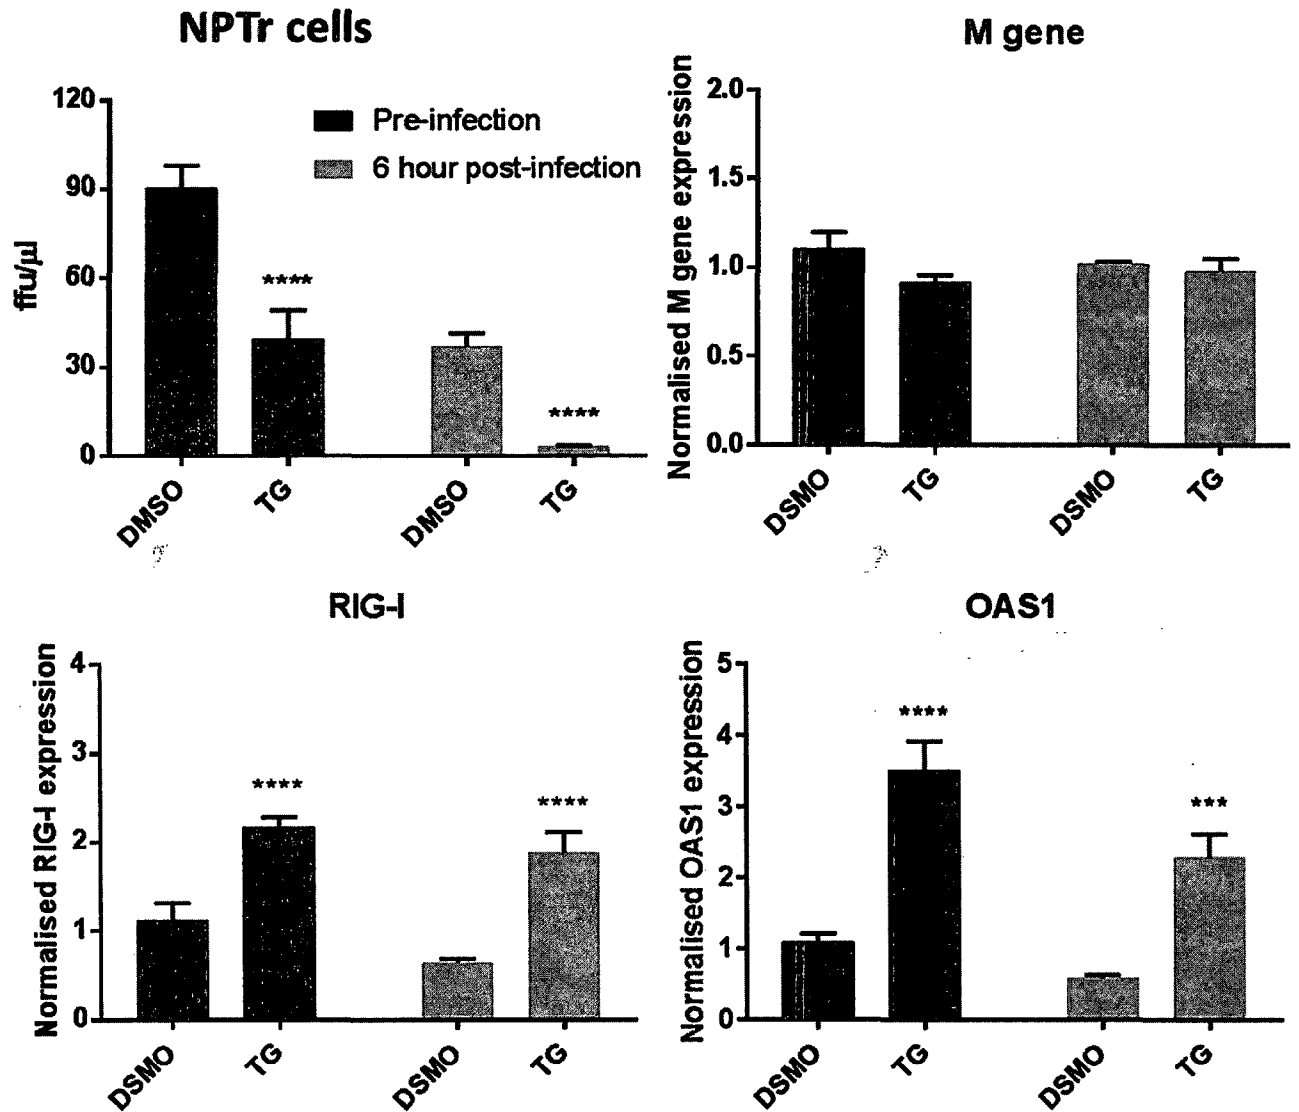 NPTr cells
ffu/µl
120
90
60
30
0
Pre-infection
6 hour post-infection
****
****
DMSO
TG
DMSO
TG
M gene
Normalised M gene expression
2.0
1.5
1.0
0.5
0.0
DSMO
TG
DSMO
TG
RIG-I
Normalised RIG-I expression
4
3
2
1
0
****
****
DSMO
TG
DSMO
TG
OAS1
Normalised OAS1 expression
5
4
3
2
1
0
****
***
DSMO
TG
DSMO
TG